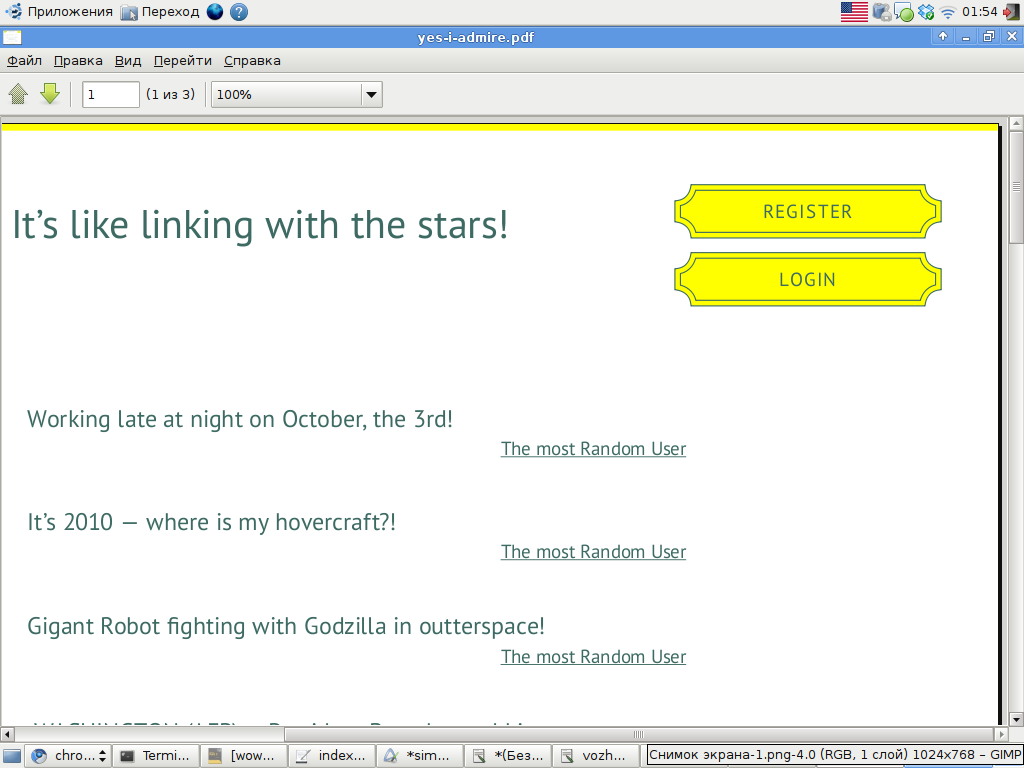 Приложения Переход 01:54
yes-i-admire.pdf
Файл Правка Вид Перейти Справка
1 (1 из 3) 100%
It’s like linking with the stars!
REGISTER
LOGIN
Working late at night on October, the 3rd!
The most Random User
It’s 2010 — where is my hovercraft?!
The most Random User
Gigant Robot fighting with Godzilla in outterspace!
The most Random User
chro... Termi... [wow... index... *sim... *(Без... vozh... Снимок экрана-1.png-4.0 (RGB, 1 слой) 1024x768 – GIMP